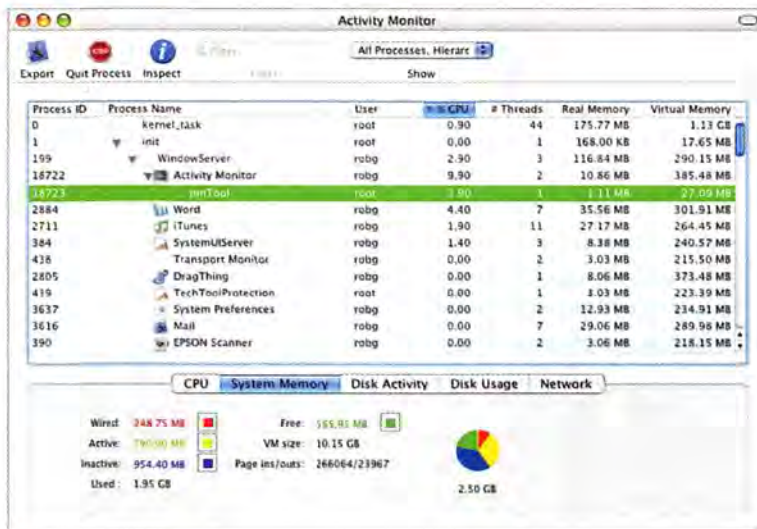 Activity Monitor
Export Quit Process Inspect Show
All Processes, Hierarc
Process ID Process Name User % CPU # Threads Real Memory Virtual Memory
0 kernel_task root 0.90 44 175.77 MB 1.13 GB
1 init root 0.00 1 168.00 KB 17.65 MB
199 WindowServer robg 2.90 3 116.84 MB 290.15 MB
18722 Activity Monitor robg 9.90 2 10.86 MB 385.48 MB
18723 pmTool root 3.90 1 1.11 MB 27.09 MB
2884 Word robg 4.40 7 35.56 MB 301.91 MB
2711 iTunes robg 1.90 11 27.17 MB 264.45 MB
384 SystemUIServer robg 1.40 3 8.38 MB 240.57 MB
438 Transport Monitor robg 0.00 2 3.03 MB 215.50 MB
2805 DragThing robg 0.00 1 8.06 MB 373.48 MB
419 TechToolProtection root 0.00 1 3.03 MB 223.39 MB
3637 System Preferences robg 0.00 2 12.93 MB 234.91 MB
3616 Mail robg 0.00 7 29.06 MB 289.96 MB
390 EPSON Scanner robg 0.00 2 3.06 MB 218.15 MB
CPU System Memory Disk Activity Disk Usage Network
Wired: 248.75 MB Free:
Active: VM size: 10.15 GB
Inactive: 954.40 MB Page ins/outs: 266064/23967
Used: 1.95 GB
2.50 GB